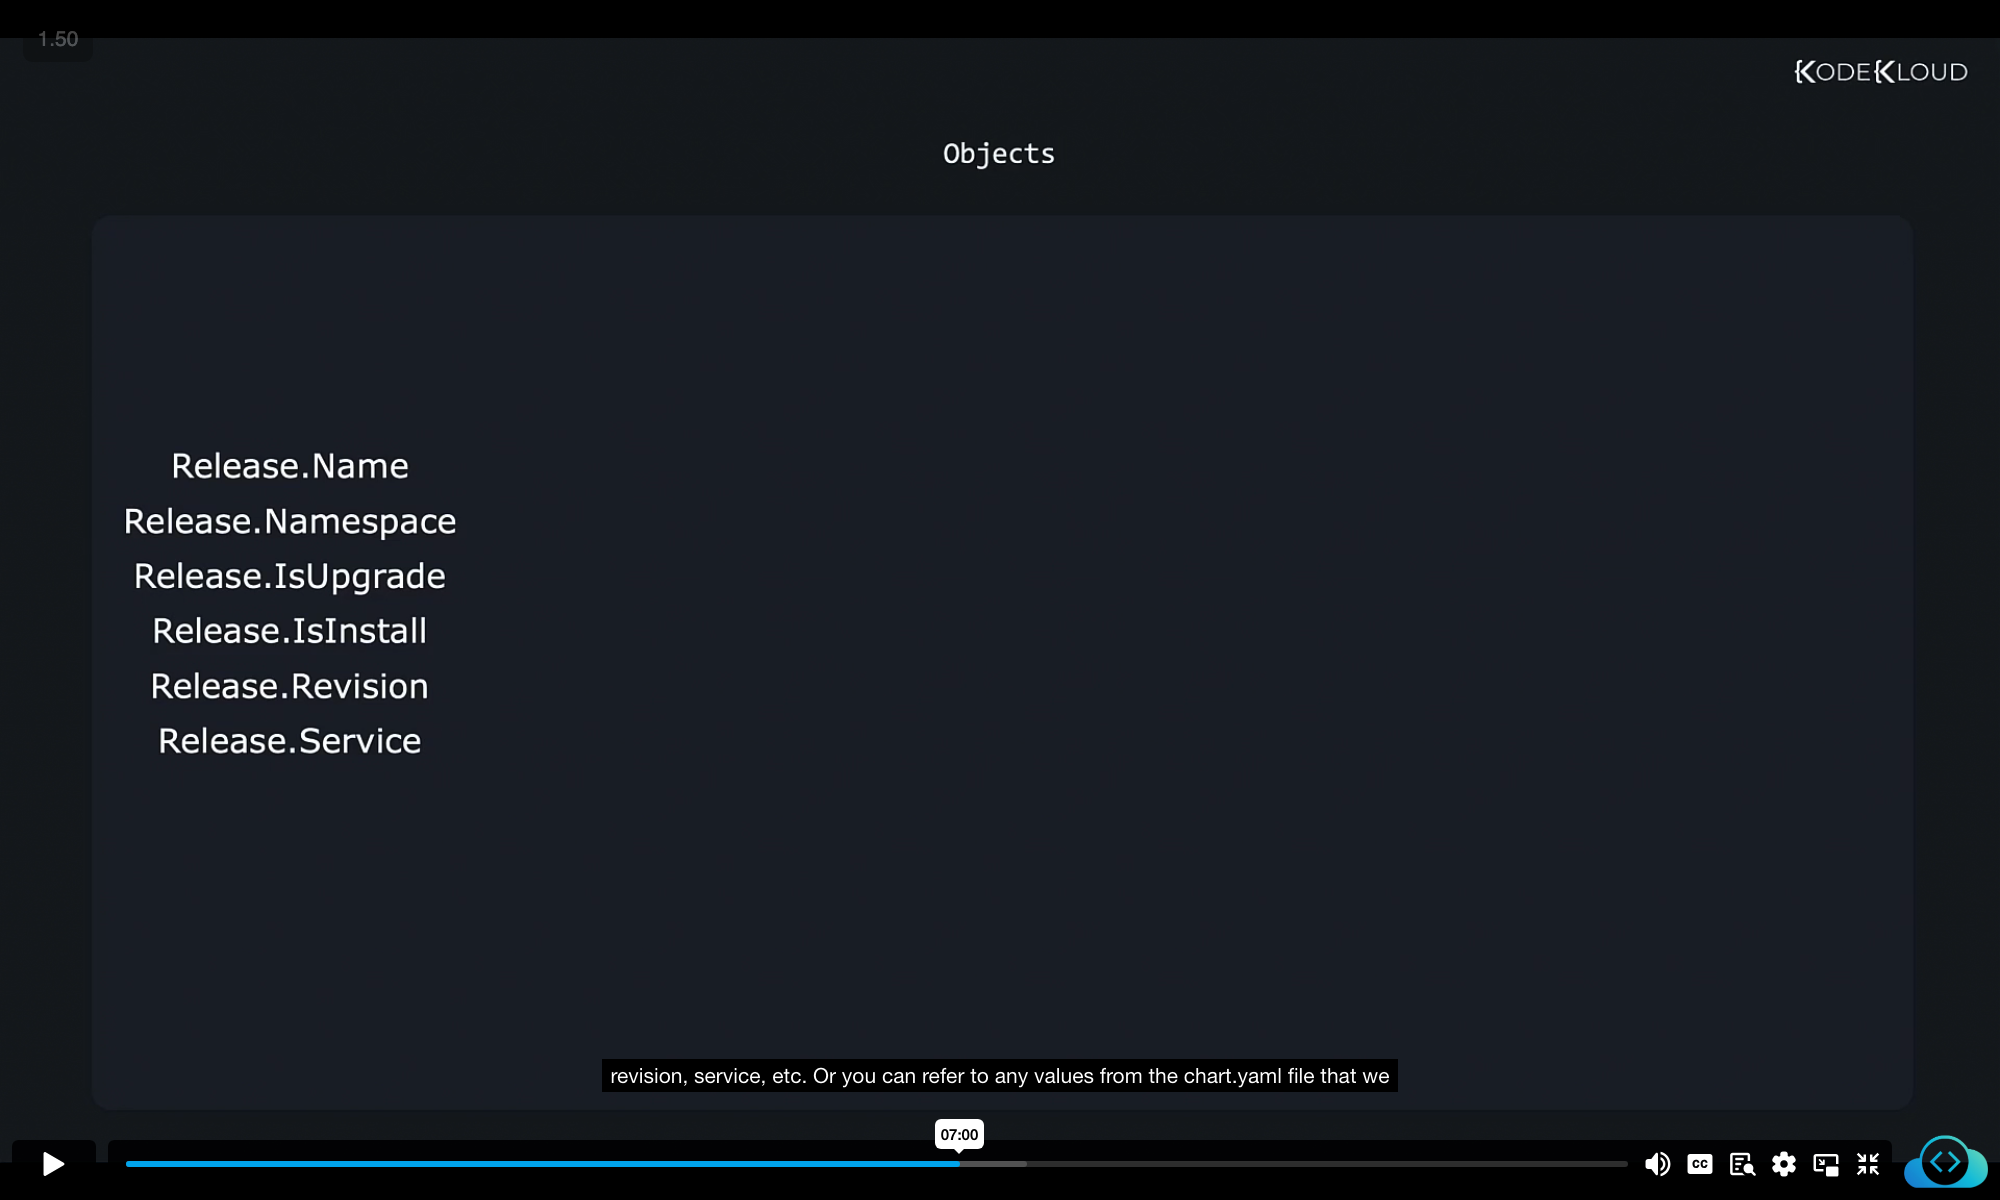 1.50
KODEKLOUD
Objects
Release.Name
Release.Namespace
Release.IsUpgrade
Release.IsInstall
Release.Revision
Release.Service
revision, service, etc. Or you can refer to any values from the chart.yaml file that we
07:00
CC